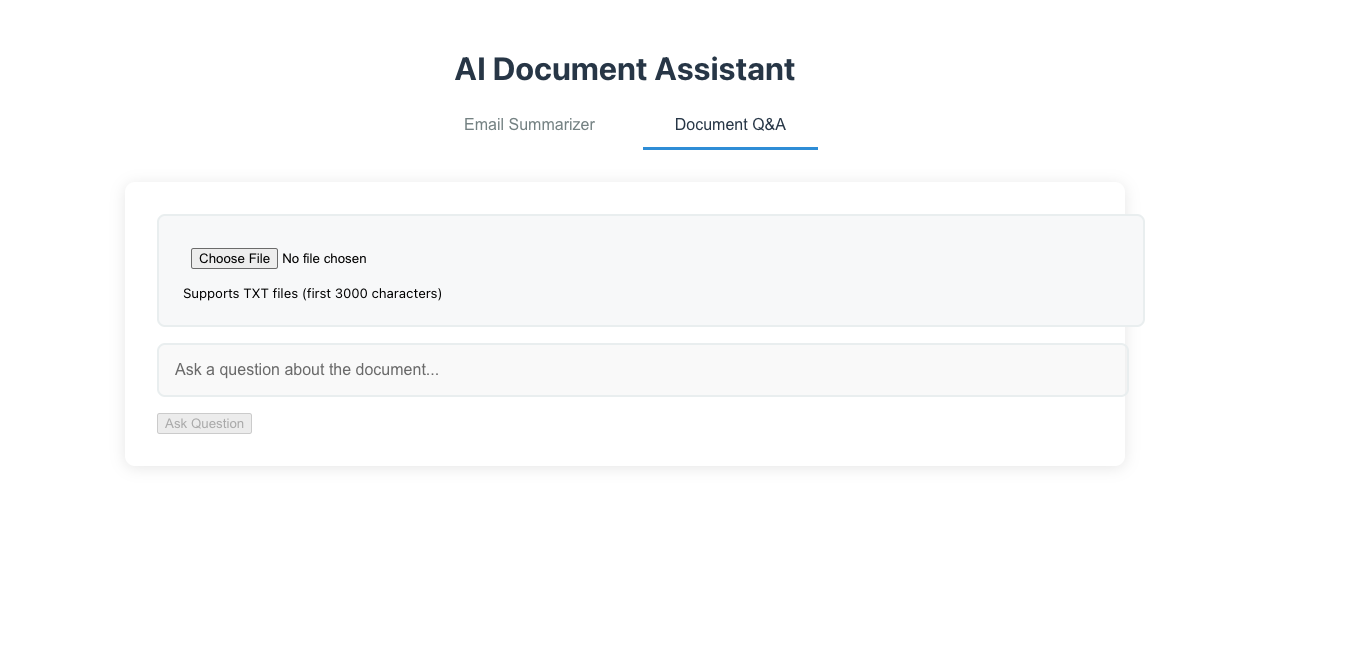 AI Document Assistant
Email Summarizer Document Q&A
Choose File No file chosen
Supports TXT files (first 3000 characters)
Ask a question about the document...
Ask Question